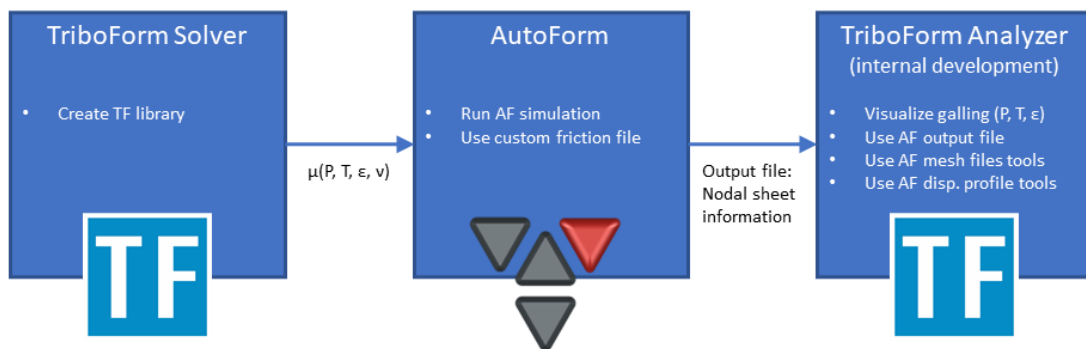 TriboForm Solver
• Create TF library
TF
μ(P, T, ε, v)
AutoForm
• Run AF simulation
• Use custom friction file
Output file:
Nodal sheet
information
TriboForm Analyzer
(internal development)
• Visualize galling (P, T, ε)
• Use AF output file
• Use AF mesh files tools
• Use AF disp. profile tools
TF